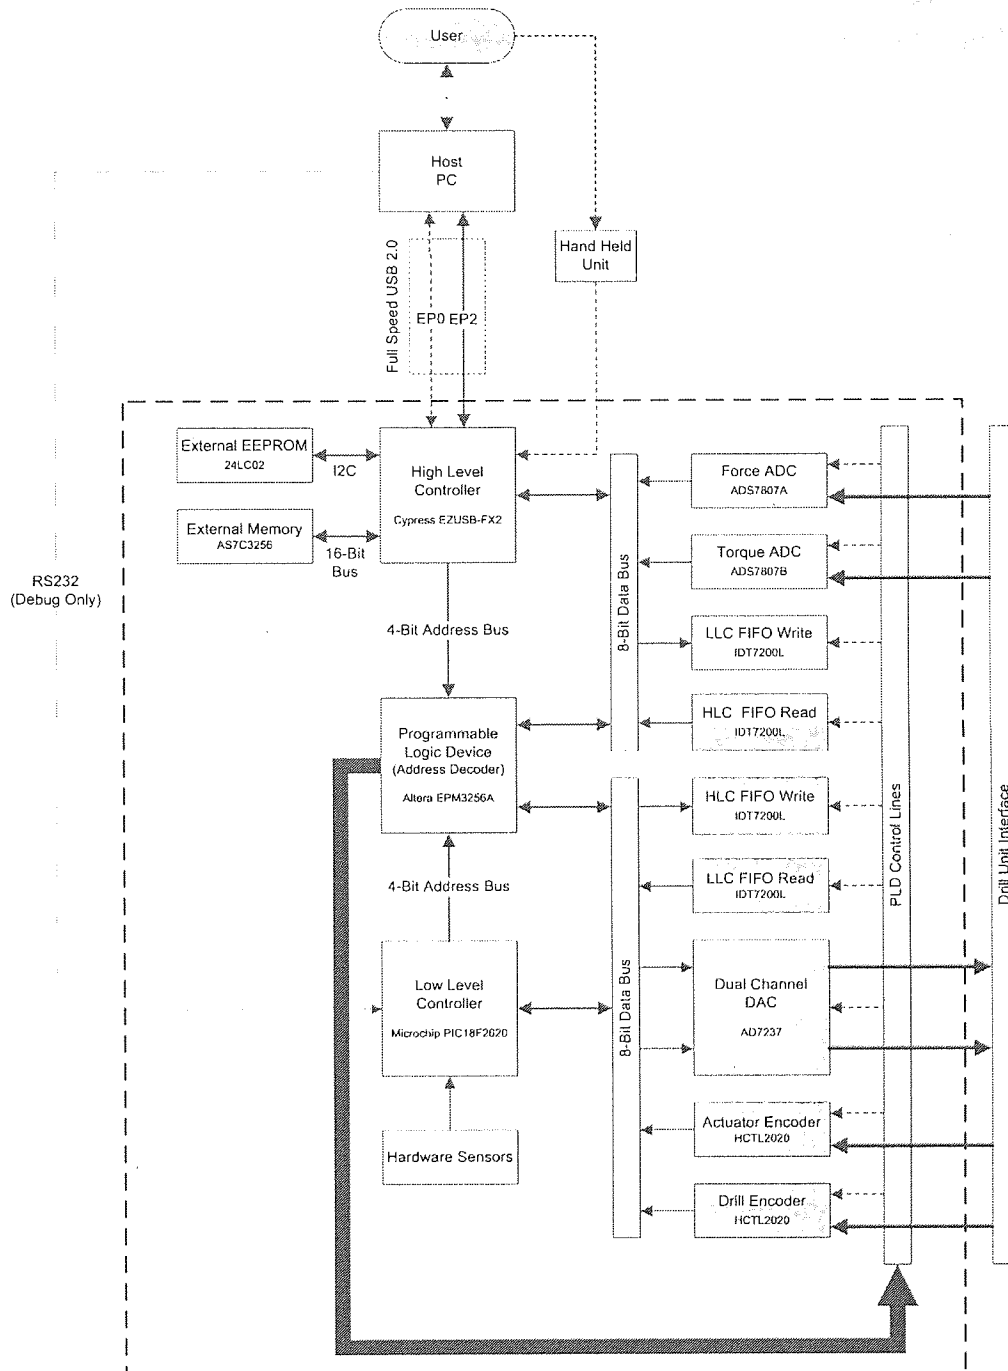 User
Host
PC
Hand Held
Unit
Full Speed USB 2.0
EP0 EP2
External EEPROM
24LC02
I2C
High Level
Controller
Cypress EZUSB-FX2
External Memory
AS7C3256
16-Bit
Bus
RS232
(Debug Only)
4-Bit Address Bus
Programmable
Logic Device
(Address Decoder)
Altera EPM3256A
4-Bit Address Bus
Low Level
Controller
Microchip PIC18F2620
Hardware Sensors
8-Bit Data Bus
8-Bit Data Bus
Force ADC
ADS7807A
Torque ADC
ADS7807B
LLC FIFO Write
IDT7200L
HLC FIFO Read
IDT7200L
HLC FIFO Write
IDT7200L
LLC FIFO Read
IDT7200L
Dual Channel
DAC
AD7237
Actuator Encoder
HCTL2020
Drill Encoder
HCTL2020
PLD Control Lines
Drill Unit Interface